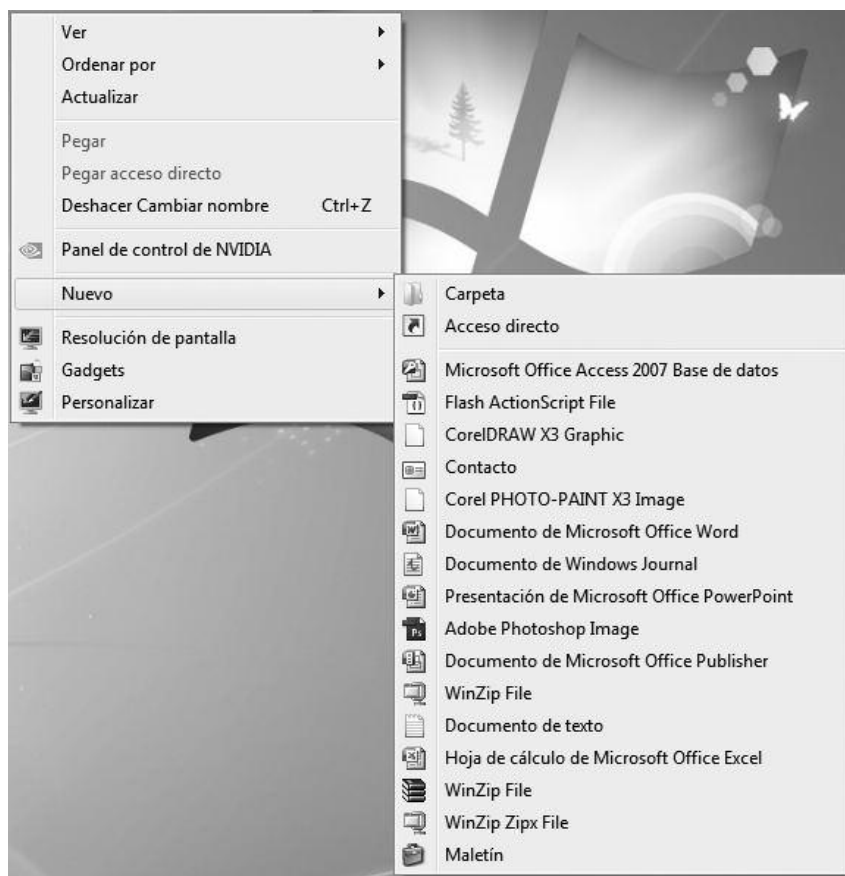 Ver
Ordenar por
Actualizar
Pegar
Pegar acceso directo
Deshacer Cambiar nombre Ctrl+Z
Panel de control de NVIDIA
Nuevo
Resolución de pantalla
Gadgets
Personalizar
Carpeta
Acceso directo
Microsoft Office Access 2007 Base de datos
Flash ActionScript File
CorelDRAW X3 Graphic
Contacto
Corel PHOTO-PAINT X3 Image
Documento de Microsoft Office Word
Documento de Windows Journal
Presentación de Microsoft Office PowerPoint
Adobe Photoshop Image
Documento de Microsoft Office Publisher
WinZip File
Documento de texto
Hoja de cálculo de Microsoft Office Excel
WinZip File
WinZip Zipx File
Maletín